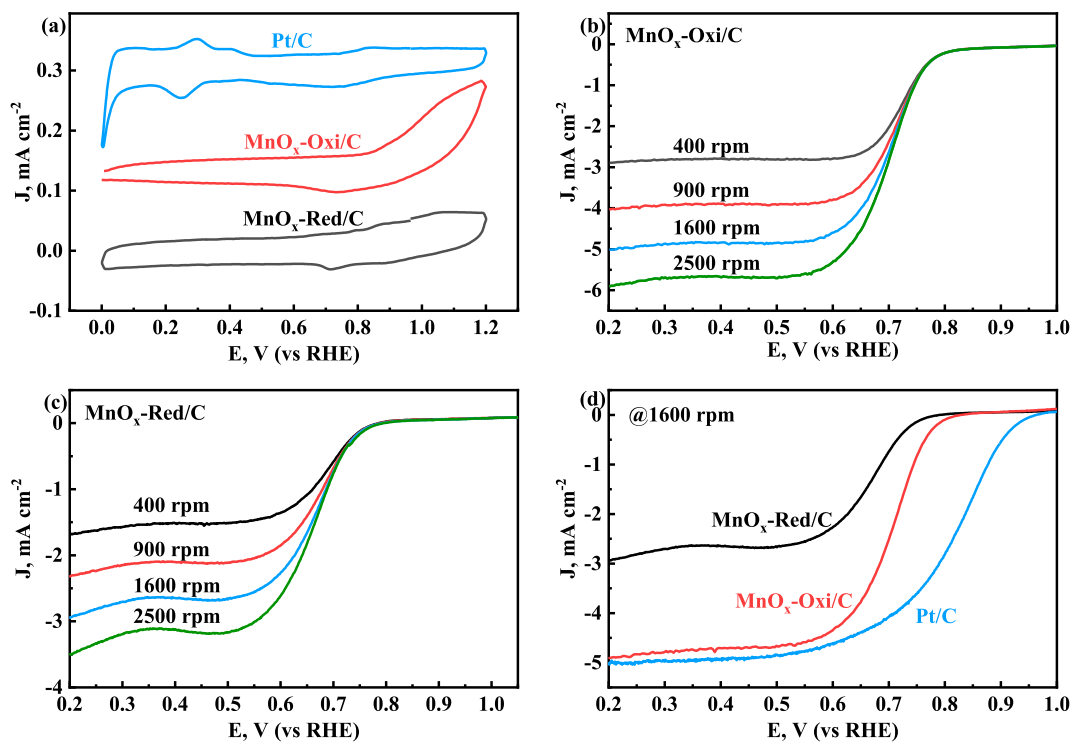 (a)
Pt/C
MnOₓ-Oxi/C
MnOₓ-Red/C
0.3
0.2
0.1
0.0
-0.1
J, mA cm⁻²
0.0 0.2 0.4 0.6 0.8 1.0 1.2
E, V (vs RHE)
(b)
MnOₓ-Oxi/C
400 rpm
900 rpm
1600 rpm
2500 rpm
0
-1
-2
-3
-4
-5
-6
J, mA cm⁻²
0.2 0.3 0.4 0.5 0.6 0.7 0.8 0.9 1.0
E, V (vs RHE)
(c)
MnOₓ-Red/C
400 rpm
900 rpm
1600 rpm
2500 rpm
0
-1
-2
-3
-4
J, mA cm⁻²
0.2 0.3 0.4 0.5 0.6 0.7 0.8 0.9 1.0
E, V (vs RHE)
(d)
@1600 rpm
MnOₓ-Red/C
MnOₓ-Oxi/C
Pt/C
0
-1
-2
-3
-4
-5
J, mA cm⁻²
0.2 0.3 0.4 0.5 0.6 0.7 0.8 0.9 1.0
E, V (vs RHE)